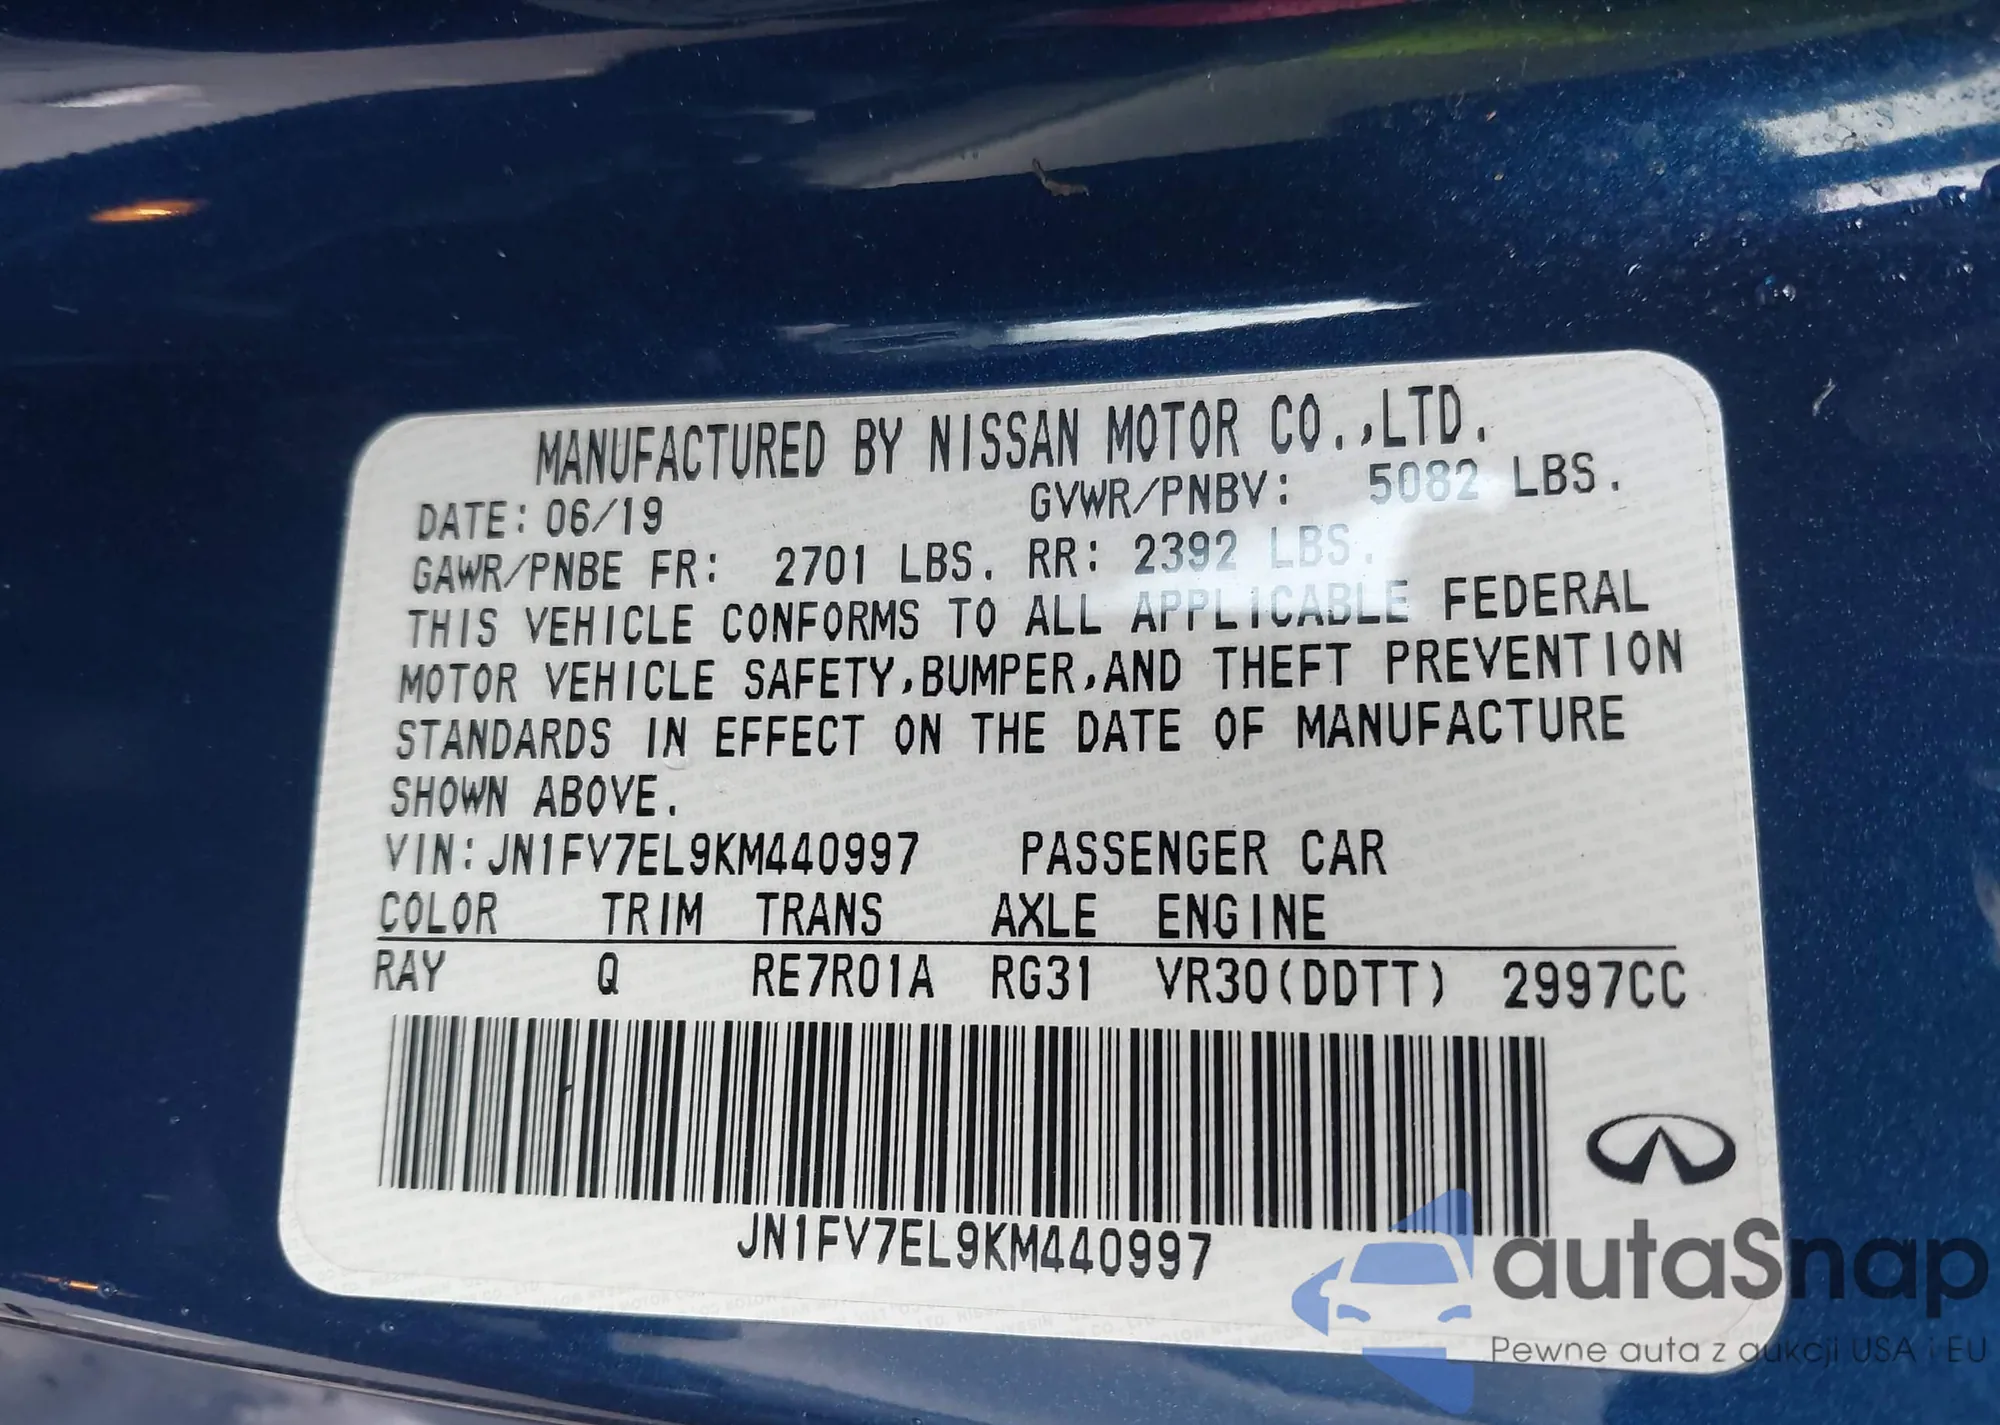 MANUFACTURED BY NISSAN MOTOR CO.,LTD.
DATE: 06/19 GVWR/PNBV: 5082 LBS.
GAWR/PNBE FR: 2701 LBS. RR: 2392 LBS.
THIS VEHICLE CONFORMS TO ALL APPLICABLE FEDERAL
MOTOR VEHICLE SAFETY,BUMPER,AND THEFT PREVENTION
STANDARDS IN EFFECT ON THE DATE OF MANUFACTURE
SHOWN ABOVE.
VIN:JN1FV7EL9KM440997 PASSENGER CAR
COLOR TRIM TRANS AXLE ENGINE
RAY Q RE7R01A RG31 VR30(DDTT) 2997CC
JN1FV7EL9KM440997
autaSnap
Pewne auta z aukcji USA i EU